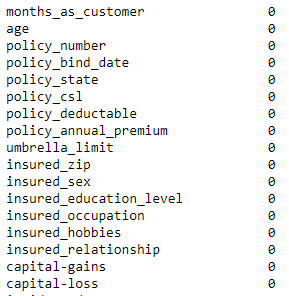 months_as_customer 0
age 0
policy_number 0
policy_bind_date 0
policy_state 0
policy_csl 0
policy_deductable 0
policy_annual_premium 0
umbrella_limit 0
insured_zip 0
insured_sex 0
insured_education_level 0
insured_occupation 0
insured_hobbies 0
insured_relationship 0
capital-gains 0
capital-loss 0